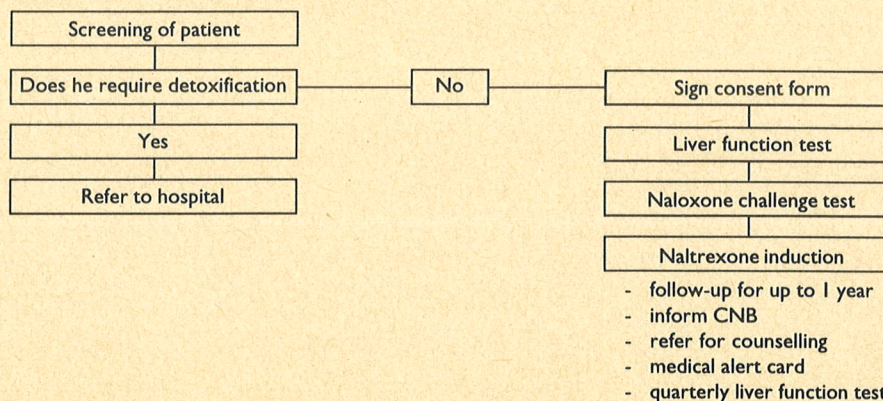 Screening of patient
Does he require detoxification
No
Sign consent form
Yes
Liver function test
Refer to hospital
Naloxone challenge test
Naltrexone induction
- follow-up for up to 1 year
- inform CNB
- refer for counselling
- medical alert card
- quarterly liver function test